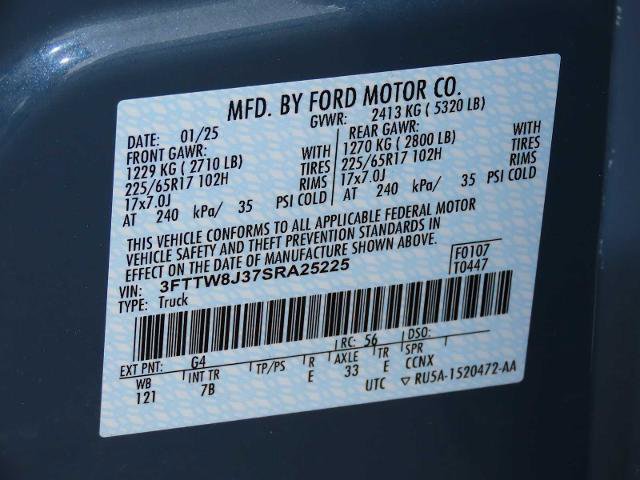 MFD. BY FORD MOTOR CO.
DATE: 01/25 GVWR: 2413 KG ( 5320 LB)
FRONT GAWR: REAR GAWR:
1229 KG ( 2710 LB) WITH 1270 KG ( 2800 LB) WITH
225/65R17 102H TIRES 225/65R17 102H TIRES
17x7.0J RIMS 17x7.0J RIMS
AT 240 kPa/ 35 PSI COLD AT 240 kPa/ 35 PSI COLD
THIS VEHICLE CONFORMS TO ALL APPLICABLE FEDERAL MOTOR
VEHICLE SAFETY AND THEFT PREVENTION STANDARDS IN
EFFECT ON THE DATE OF MANUFACTURE SHOWN ABOVE.
VIN: 3FTTW8J37SRA25225 F0107
TYPE: Truck T0447
EXT PNT: G4 RC: 56 DSO:
WB INT TR TP/PS R AXLE TR SPR
121 7B E 33 E CCNX
UTC ▽ RU5A-1520472-AA